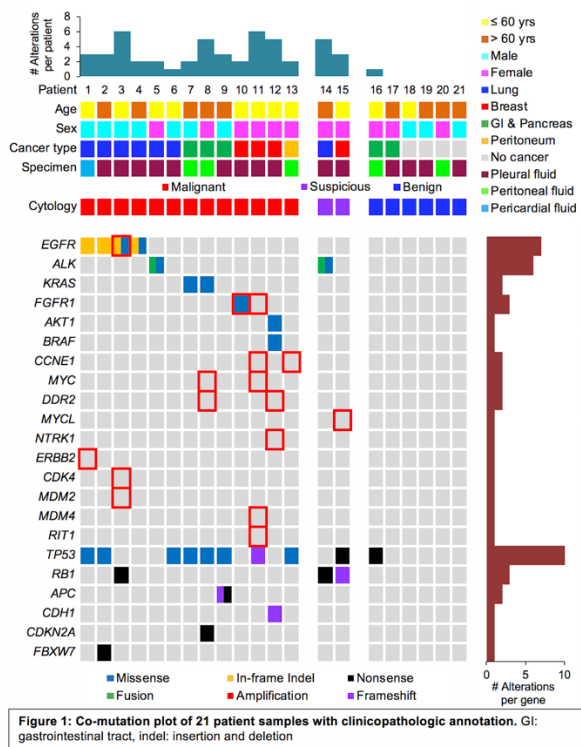 # Alterations
per patient
8
6
4
2
0
Patient 1 2 3 4 5 6 7 8 9 10 11 12 13 14 15 16 17 18 19 20 21
Age
Sex
Cancer type
Specimen
Malignant Suspicious Benign
Cytology
≤ 60 yrs
> 60 yrs
Male
Female
Lung
Breast
GI & Pancreas
Peritoneum
No cancer
Pleural fluid
Peritoneal fluid
Pericardial fluid
EGFR
ALK
KRAS
FGFR1
AKT1
BRAF
CCNE1
MYC
DDR2
MYCL
NTRK1
ERBB2
CDK4
MDM2
MDM4
RIT1
TP53
RB1
APC
CDH1
CDKN2A
FBXW7
0 5 10
# Alterations
per gene
Missense In-frame Indel Nonsense
Fusion Amplification Frameshift
Figure 1: Co-mutation plot of 21 patient samples with clinicopathologic annotation. GI:
gastrointestinal tract, indel: insertion and deletion